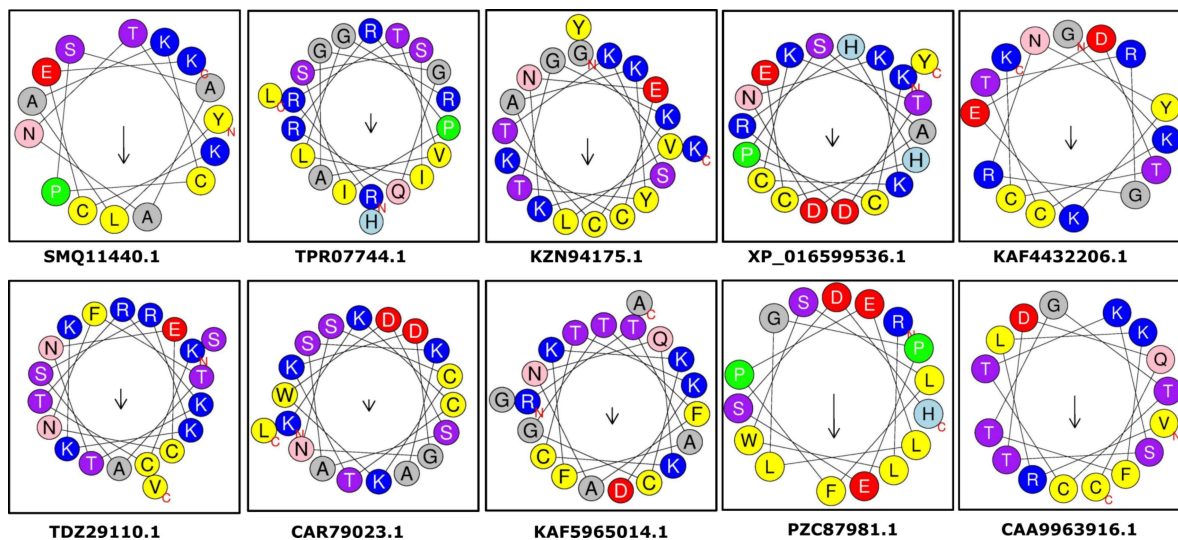 T K K C A Y N K C A L C P N A E S
SMQ11440.1
R T S G R P V I Q R N H I A L R R L C S G G
TPR07744.1
Y G N K K E K V K C S Y C C L K T K T A N G
KZN94175.1
H K K N Y C T A H K C D D C C P R N E K S
XP_016599536.1
G N D R Y K T G K C C R E T K C N
KAF4432206.1
R R E K N S T K K C C V C A T K N T S N K F
TDZ29110.1
K D D K C C S G A K T A N K N L C W K S S
CAR79023.1
T A C Q K K F A K C D A F C G R N G N K T T
KAF5965014.1
D E R N P L H C L L E F L W S P G S
PZC87981.1
G K K Q T V N S F C C C R T T L D
CAA9963916.1